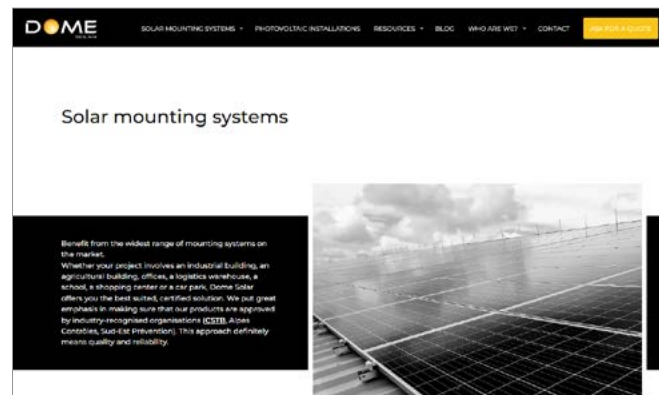 DOME
SOLAR
SOLAR MOUNTING SYSTEMS
PHOTOVOLTAIC INSTALLATIONS
RESOURCES
BLOG
WHO ARE WE?
CONTACT
ASK FOR A QUOTE
Solar mounting systems
Benefit from the widest range of mounting systems on
the market.
Whether your project involves an industrial building, an
agricultural building, offices, a logistics warehouse, a
school, a shopping center or a car park, Dome Solar
offers you the best suited, certified solution. We put great
emphasis in making sure that our products are approved
by industry-recognised organisations (CSTB, Alpes
Contrôles, Sud-Est Prévention). This approach definitely
means quality and reliability.